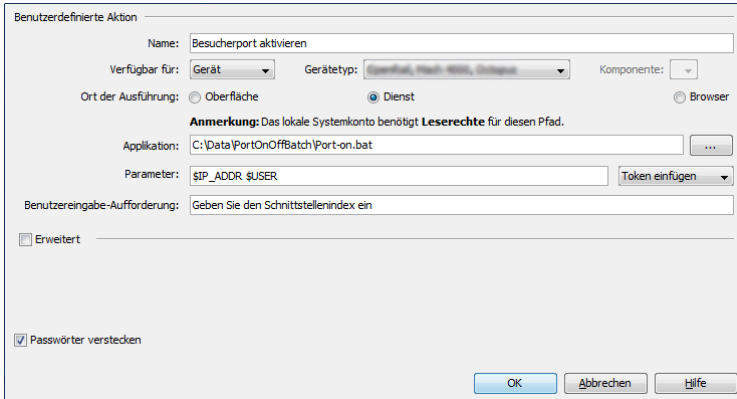 Benutzerdefinierte Aktion
Name: Besucherport aktivieren
Verfügbar für: Gerät Gerätetyp: Komponente:
Ort der Ausführung: Oberfläche Dienst Browser
Anmerkung: Das lokale Systemkonto benötigt Leserechte für diesen Pfad.
Applikation: C:\Data\PortOnOffBatch\Port-on.bat ...
Parameter: $IP_ADDR $USER Token einfügen
Benutzereingabe-Aufforderung: Geben Sie den Schnittstellenindex ein
Erweitert
Passwörter verstecken
OK Abbrechen Hilfe